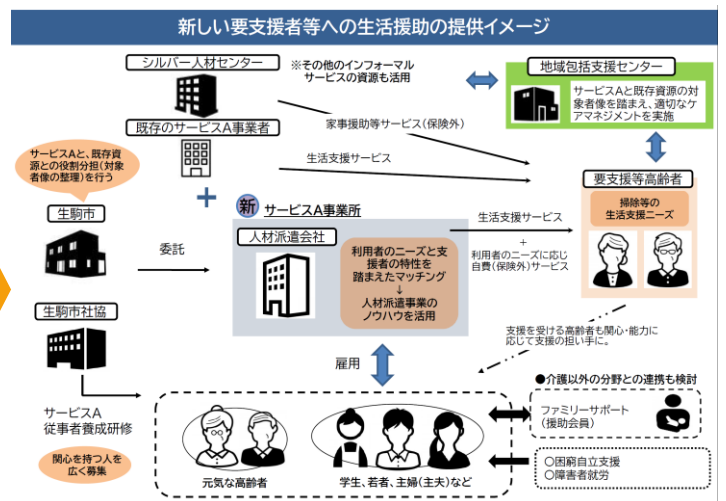 新しい要支援者等への生活援助の提供イメージ
シルバー人材センター
※その他のインフォーマル
サービスの資源も活用
地域包括支援センター
サービスAと既存資源の対
象者像を踏まえ、適切なケ
アマネジメントを実施
既存のサービスA事業者
家事援助等サービス(保険外)
生活支援サービス
サービスAと、既存資
源との役割分担(対象
者像の整理)を行う
要支援等高齢者
掃除等の
生活支援ニーズ
生駒市
委託
新 サービスA事業所
人材派遣会社
利用者のニーズと支
援者の特性を
踏まえたマッチング
↓
人材派遣事業の
ノウハウを活用
生活支援サービス
+
利用者のニーズに応じ
自費(保険外)サービス
生駒市社協
支援を受ける高齢者も関心・能力に
応じて支援の担い手に。
雇用
サービスA
従事者養成研修
関心を持つ人を
広く募集
元気な高齢者
学生、若者、主婦(主夫)など
●介護以外の分野との連携も検討
ファミリーサポート
(援助会員)
○困窮自立支援
○障害者就労